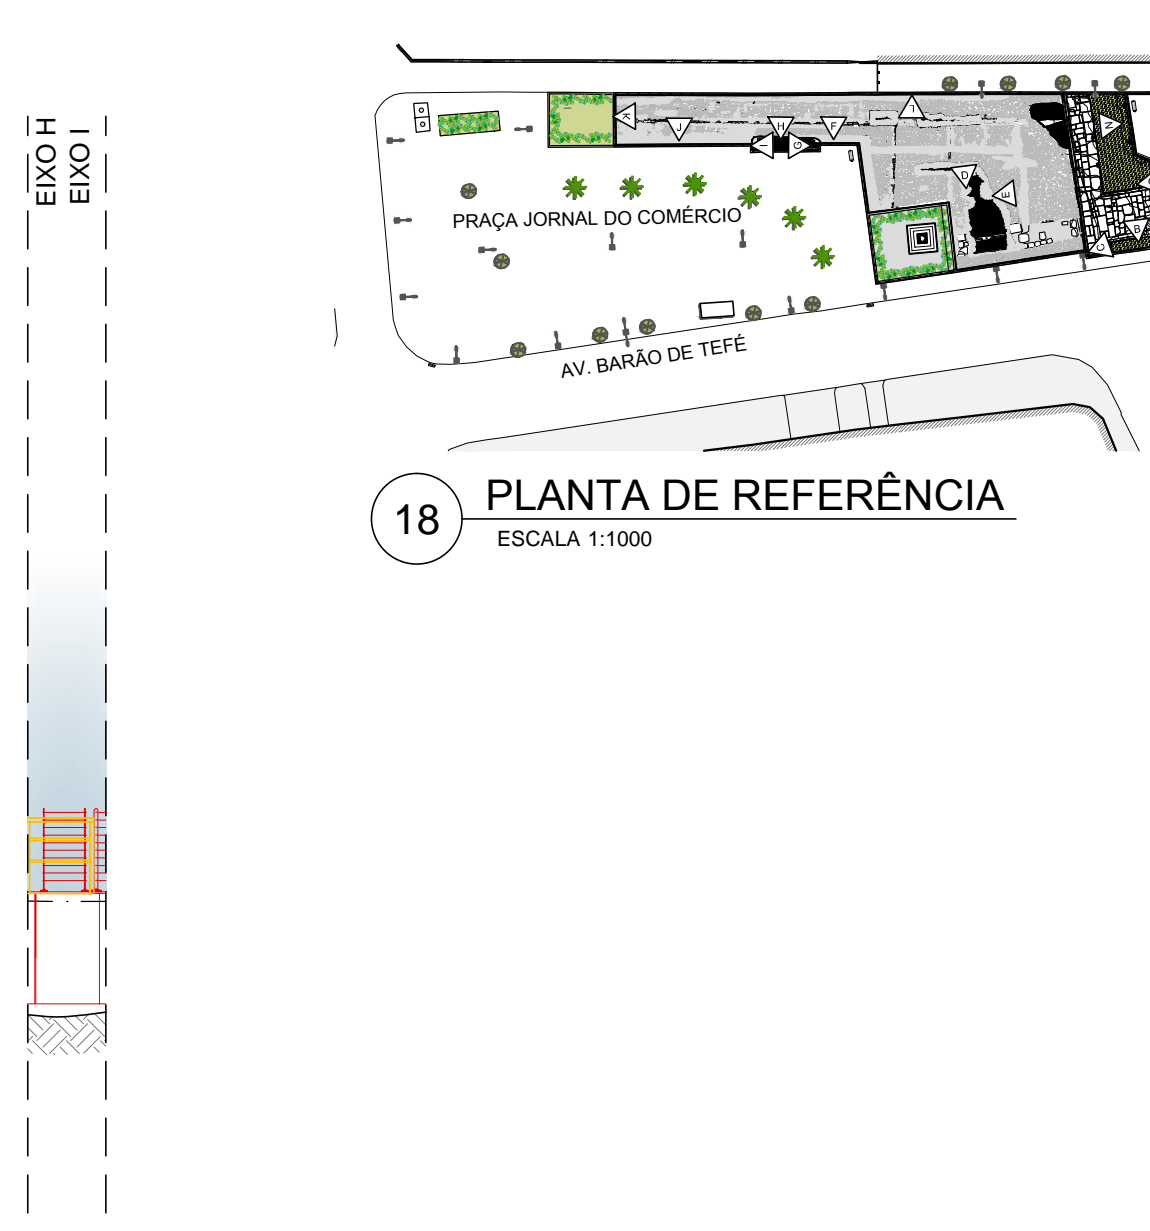 EIXO H
EIXO I
K
J
H
F
I
G
L
D
E
N
B
C
PRAÇA JORNAL DO COMÉRCIO
AV. BARÃO DE TEFÉ
18
PLANTA DE REFERÊNCIA
ESCALA 1:1000